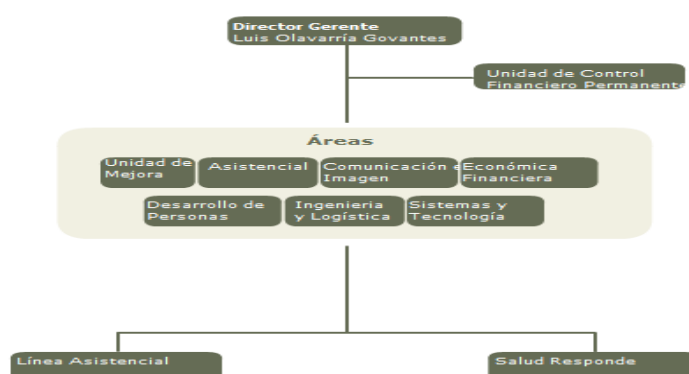 Director Gerente
Luis Olavarría Govantes
Unidad de Control
Financiero Permanente
Áreas
Unidad de
Mejora
Asistencial
Comunicación e
Imagen
Económica
Financiera
Desarrollo de
Personas
Ingenieria
y Logística
Sistemas y
Tecnología
Línea Asistencial
Salud Responde